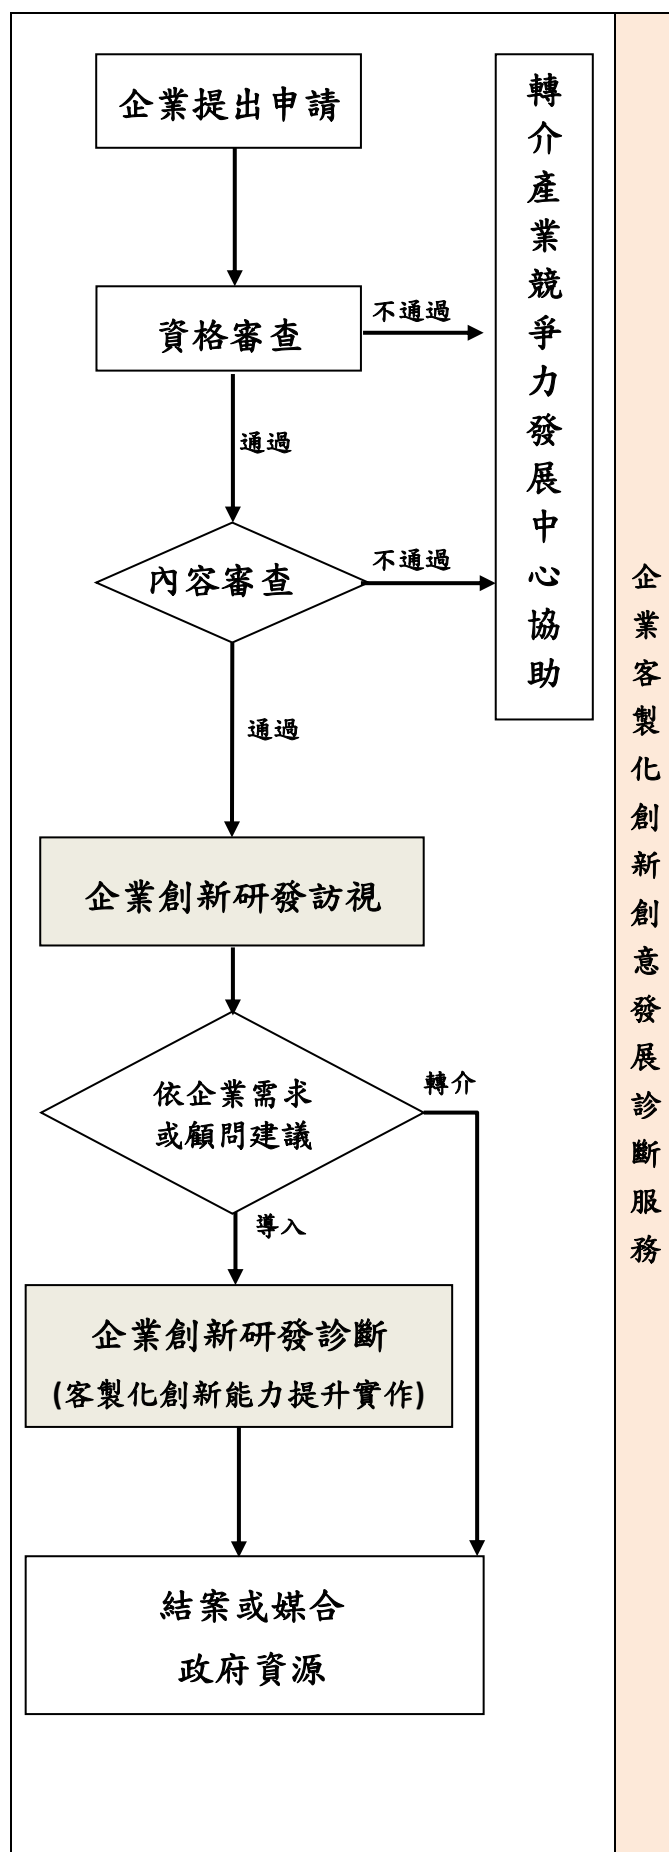 企業提出申請
資格審查
不通過
通過
內容審查
不通過
通過
轉介產業競爭力發展中心協助
企業創新研發訪視
依企業需求
或顧問建議
轉介
導入
企業創新研發診斷
(客製化創新能力提升實作)
結案或媒合
政府資源
企業客製化創新創意發展診斷服務